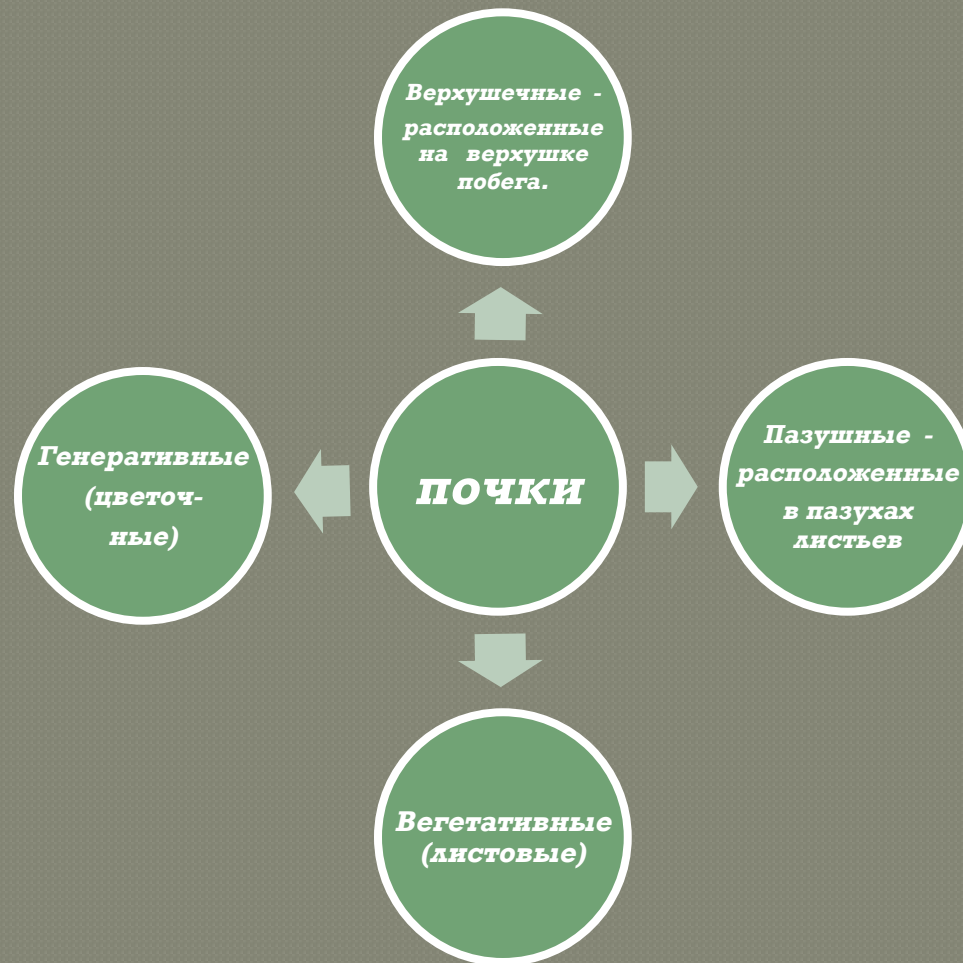 Верхушечные -
расположенные
на верхушке
побега.
Генеративные
(цветоч-
ные)
почки
Пазушные -
расположенные
в пазухах
листьев
Вегетативные
(листовые)